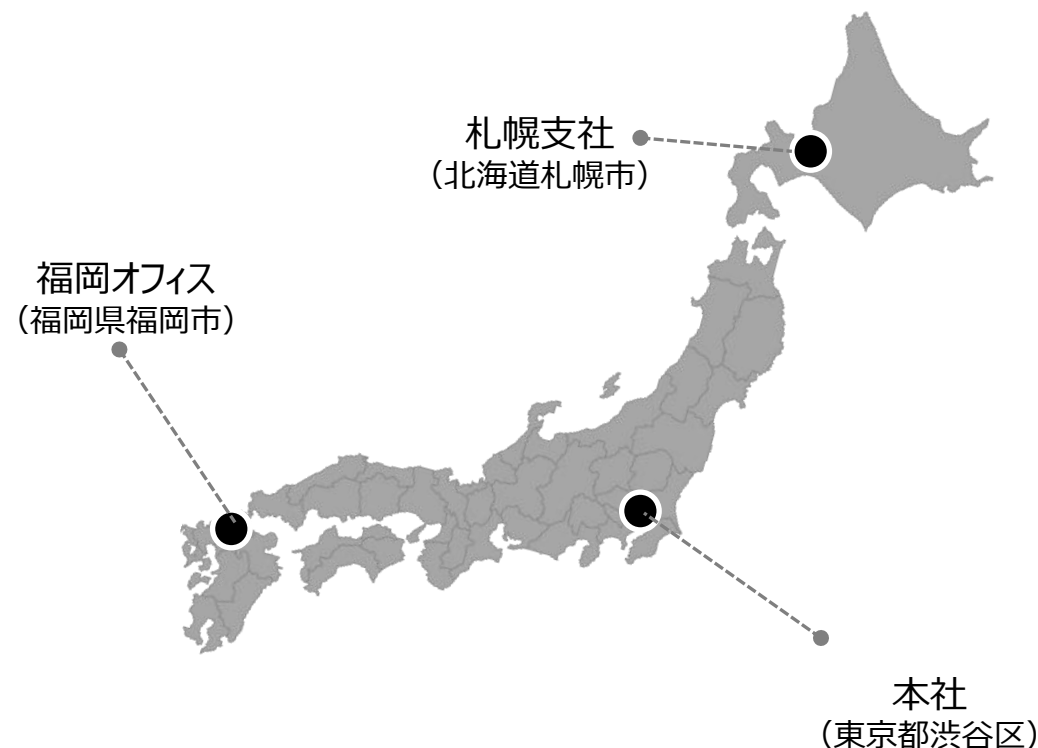 札幌支社
（北海道札幌市）
福岡オフィス
（福岡県福岡市）
本社
（東京都渋谷区）